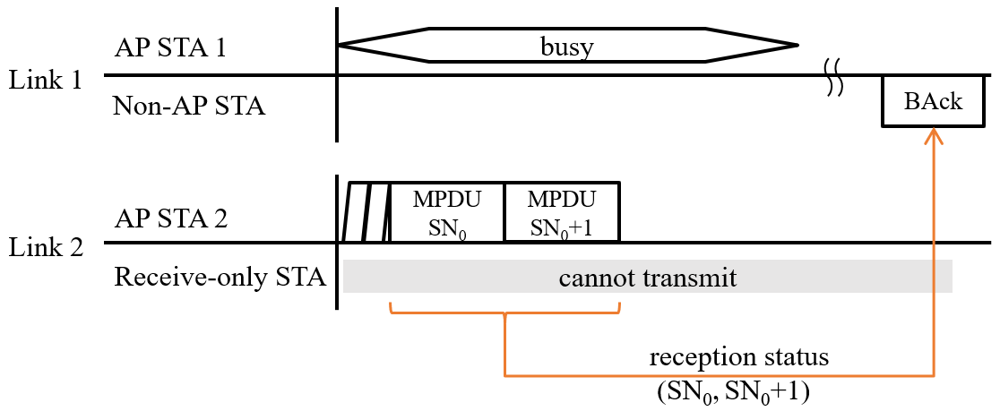 AP STA 1
busy
Link 1
Non-AP STA
BAck
MPDU
SN₀
MPDU
SN₀+1
AP STA 2
Link 2
Receive-only STA
cannot transmit
reception status
(SN₀, SN₀+1)